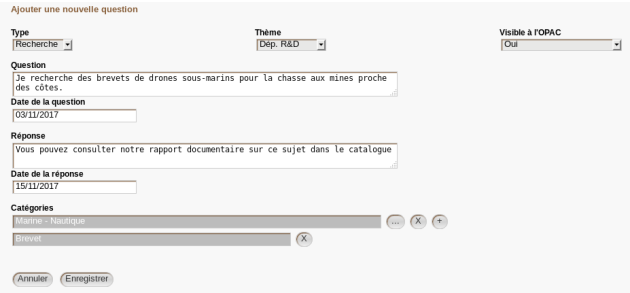 Ajouter une nouvelle question
Type Thème Visible à l'OPAC
Recherche Dép. R&D Oui
Question
Je recherche des brevets de drones sous-marins pour la chasse aux mines proche
des côtes.
Date de la question
03/11/2017
Réponse
Vous pouvez consulter notre rapport documentaire sur ce sujet dans le catalogue
Date de la réponse
15/11/2017
Catégories
Marine - Nautique ... X +
Brevet X
Annuler Enregistrer